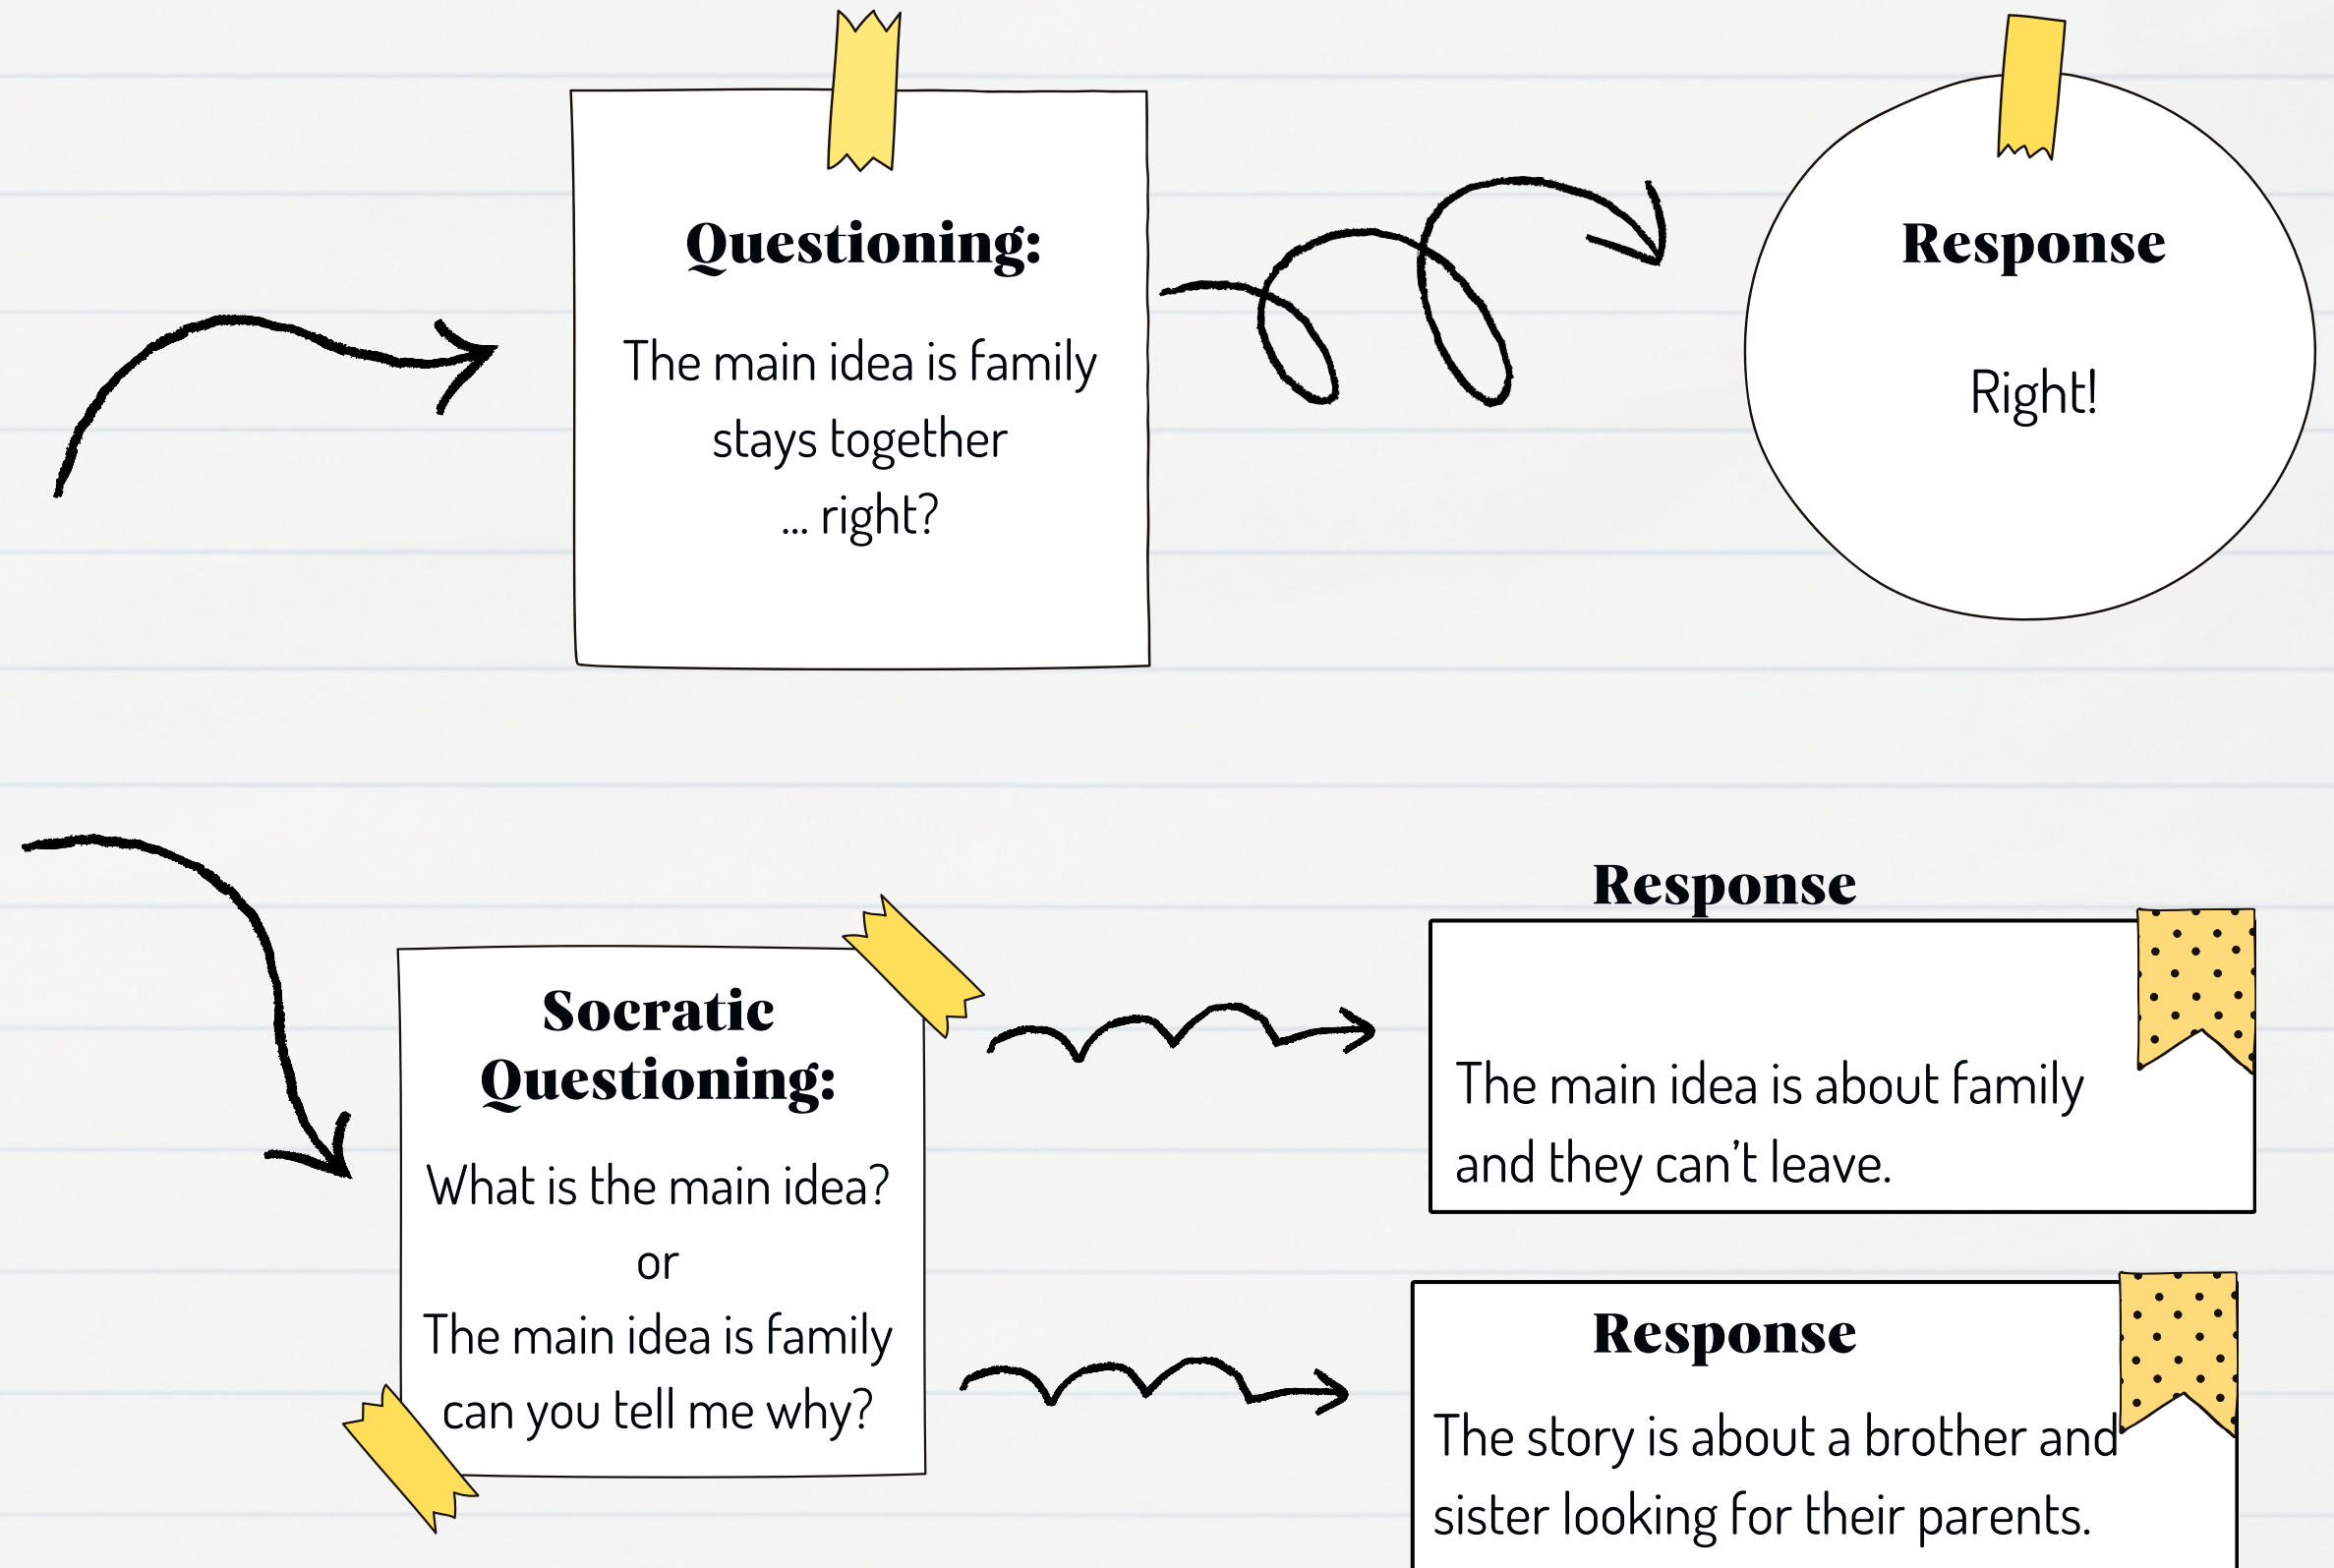 Questioning:
The main idea is family
stays together
... right?
Response
Right!
Socratic
Questioning:
What is the main idea?
or
The main idea is family
can you tell me why?
Response
The main idea is about family
and they can’t leave.
Response
The story is about a brother and
sister looking for their parents.